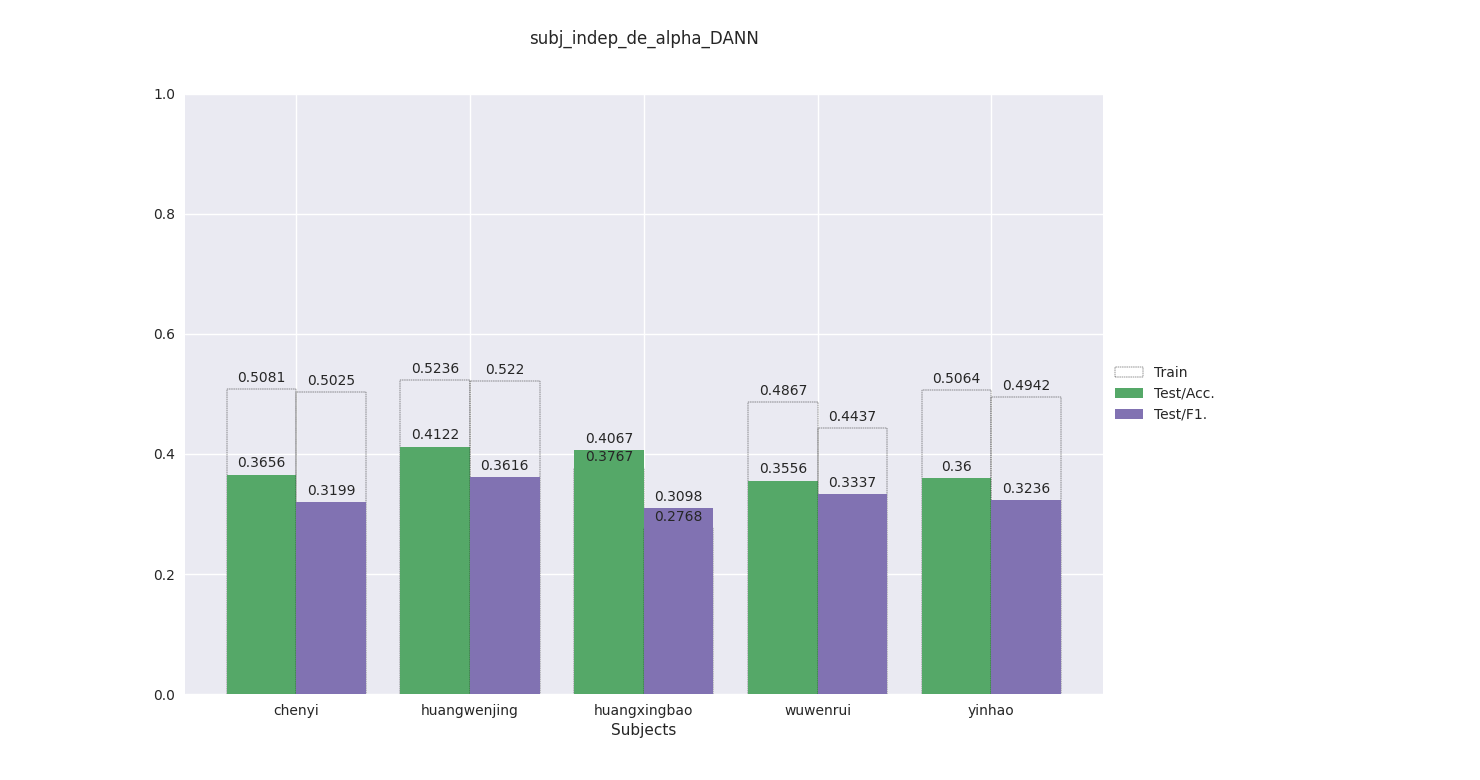 subj_indep_de_alpha_DANN
1.0
0.8
0.6
0.4
0.2
0.0
0.5081
0.5025
0.3656
0.3199
0.5236
0.522
0.4122
0.3616
0.4067
0.3767
0.3098
0.2768
0.4867
0.4437
0.3556
0.3337
0.5064
0.4942
0.36
0.3236
chenyi
huangwenjing
huangxingbao
wuwenrui
yinhao
Subjects
Train
Test/Acc.
Test/F1.